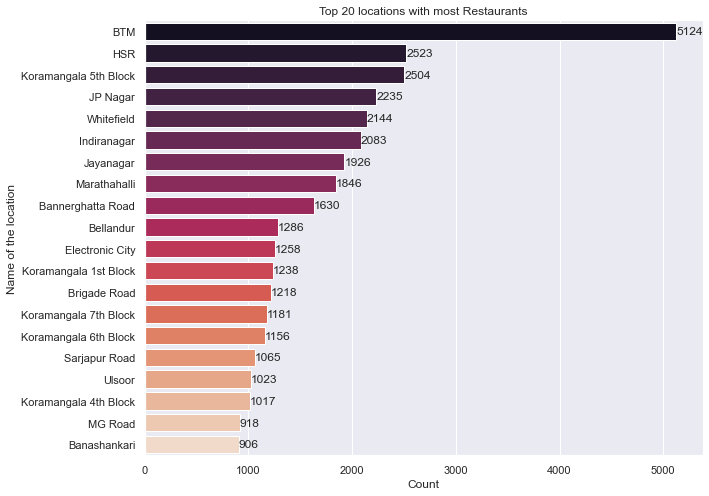 Top 20 locations with most Restaurants
Name of the location
BTM 5124
HSR 2523
Koramangala 5th Block 2504
JP Nagar 2235
Whitefield 2144
Indiranagar 2083
Jayanagar 1926
Marathahalli 1846
Bannerghatta Road 1630
Bellandur 1286
Electronic City 1258
Koramangala 1st Block 1238
Brigade Road 1218
Koramangala 7th Block 1181
Koramangala 6th Block 1156
Sarjapur Road 1065
Ulsoor 1023
Koramangala 4th Block 1017
MG Road 918
Banashankari 906
0 1000 2000 3000 4000 5000
Count